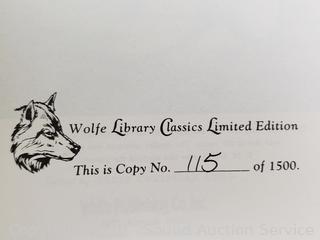 Wolfe Library Classics Limited Edition
This is Copy No. 115 of 1500.